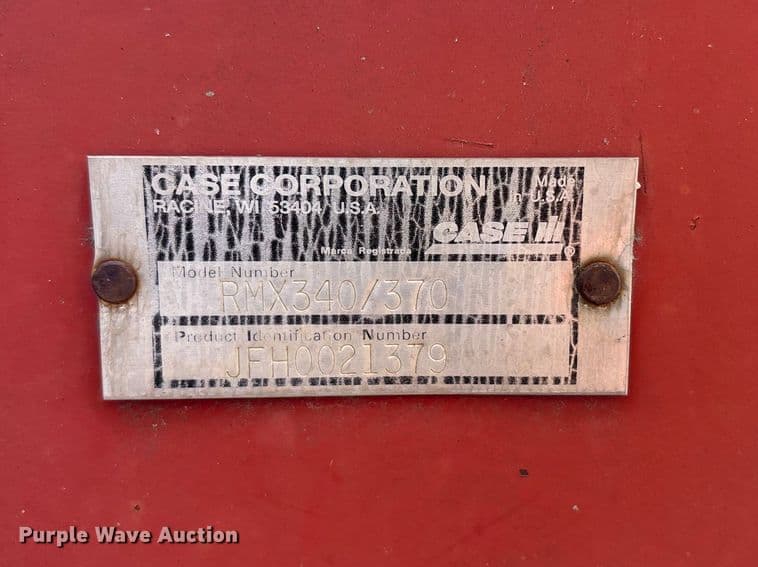 CASE CORPORATION
RACINE, WI 53404 U.S.A.
Made
in U.S.A.
CASE III
®
Marca Registrada
Model Number
RMX340/370
Product Identification Number
JFH0021379
Purple Wave Auction